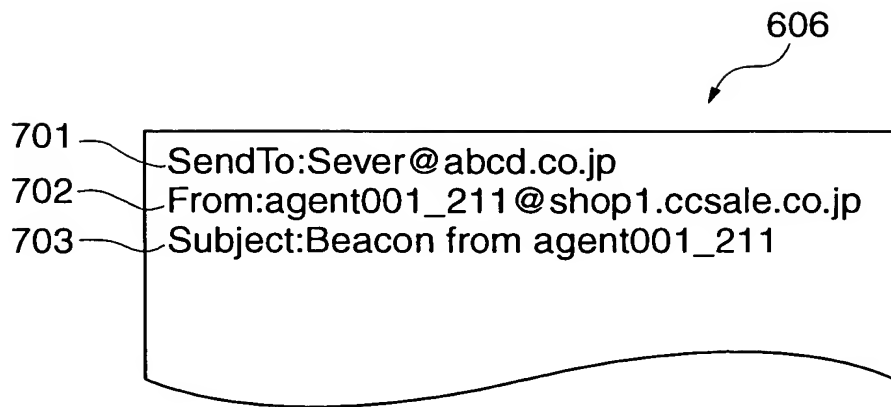 606
701
SendTo:Sever@abcd.co.jp
702
From:agent001_211@shop1.ccsale.co.jp
703
Subject:Beacon from agent001_211